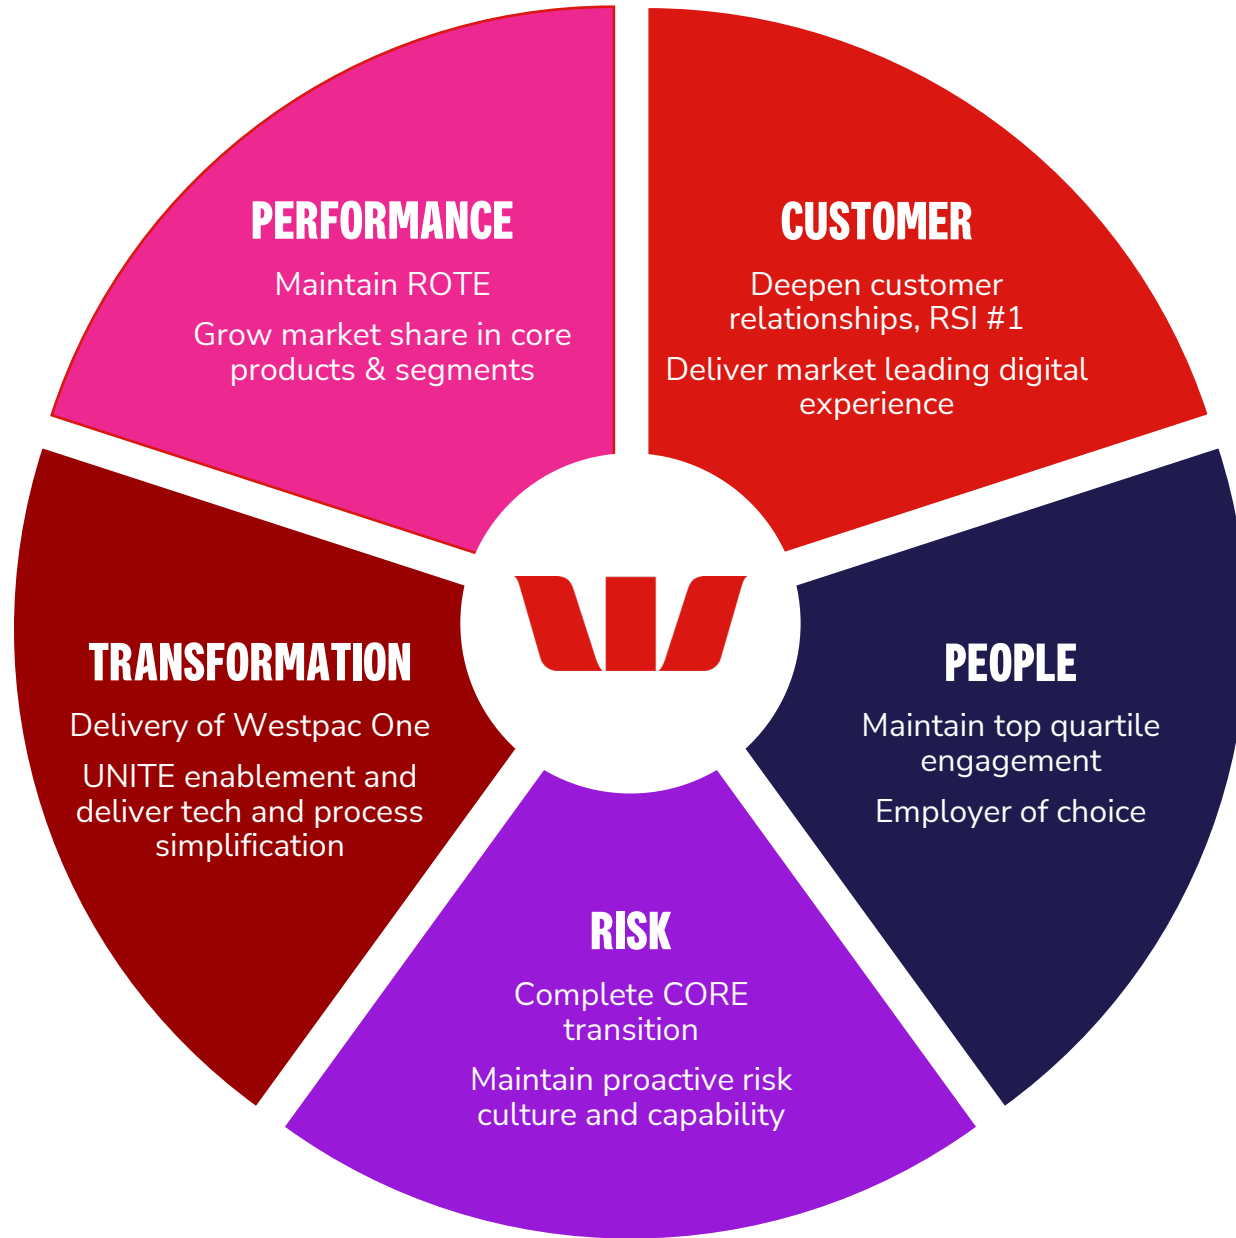 PERFORMANCE
Maintain ROTE
Grow market share in core
products & segments
CUSTOMER
Deepen customer
relationships, RSI #1
Deliver market leading digital
experience
TRANSFORMATION
Delivery of Westpac One
UNITE enablement and
deliver tech and process
simplification
PEOPLE
Maintain top quartile
engagement
Employer of choice
RISK
Complete CORE
transition
Maintain proactive risk
culture and capability